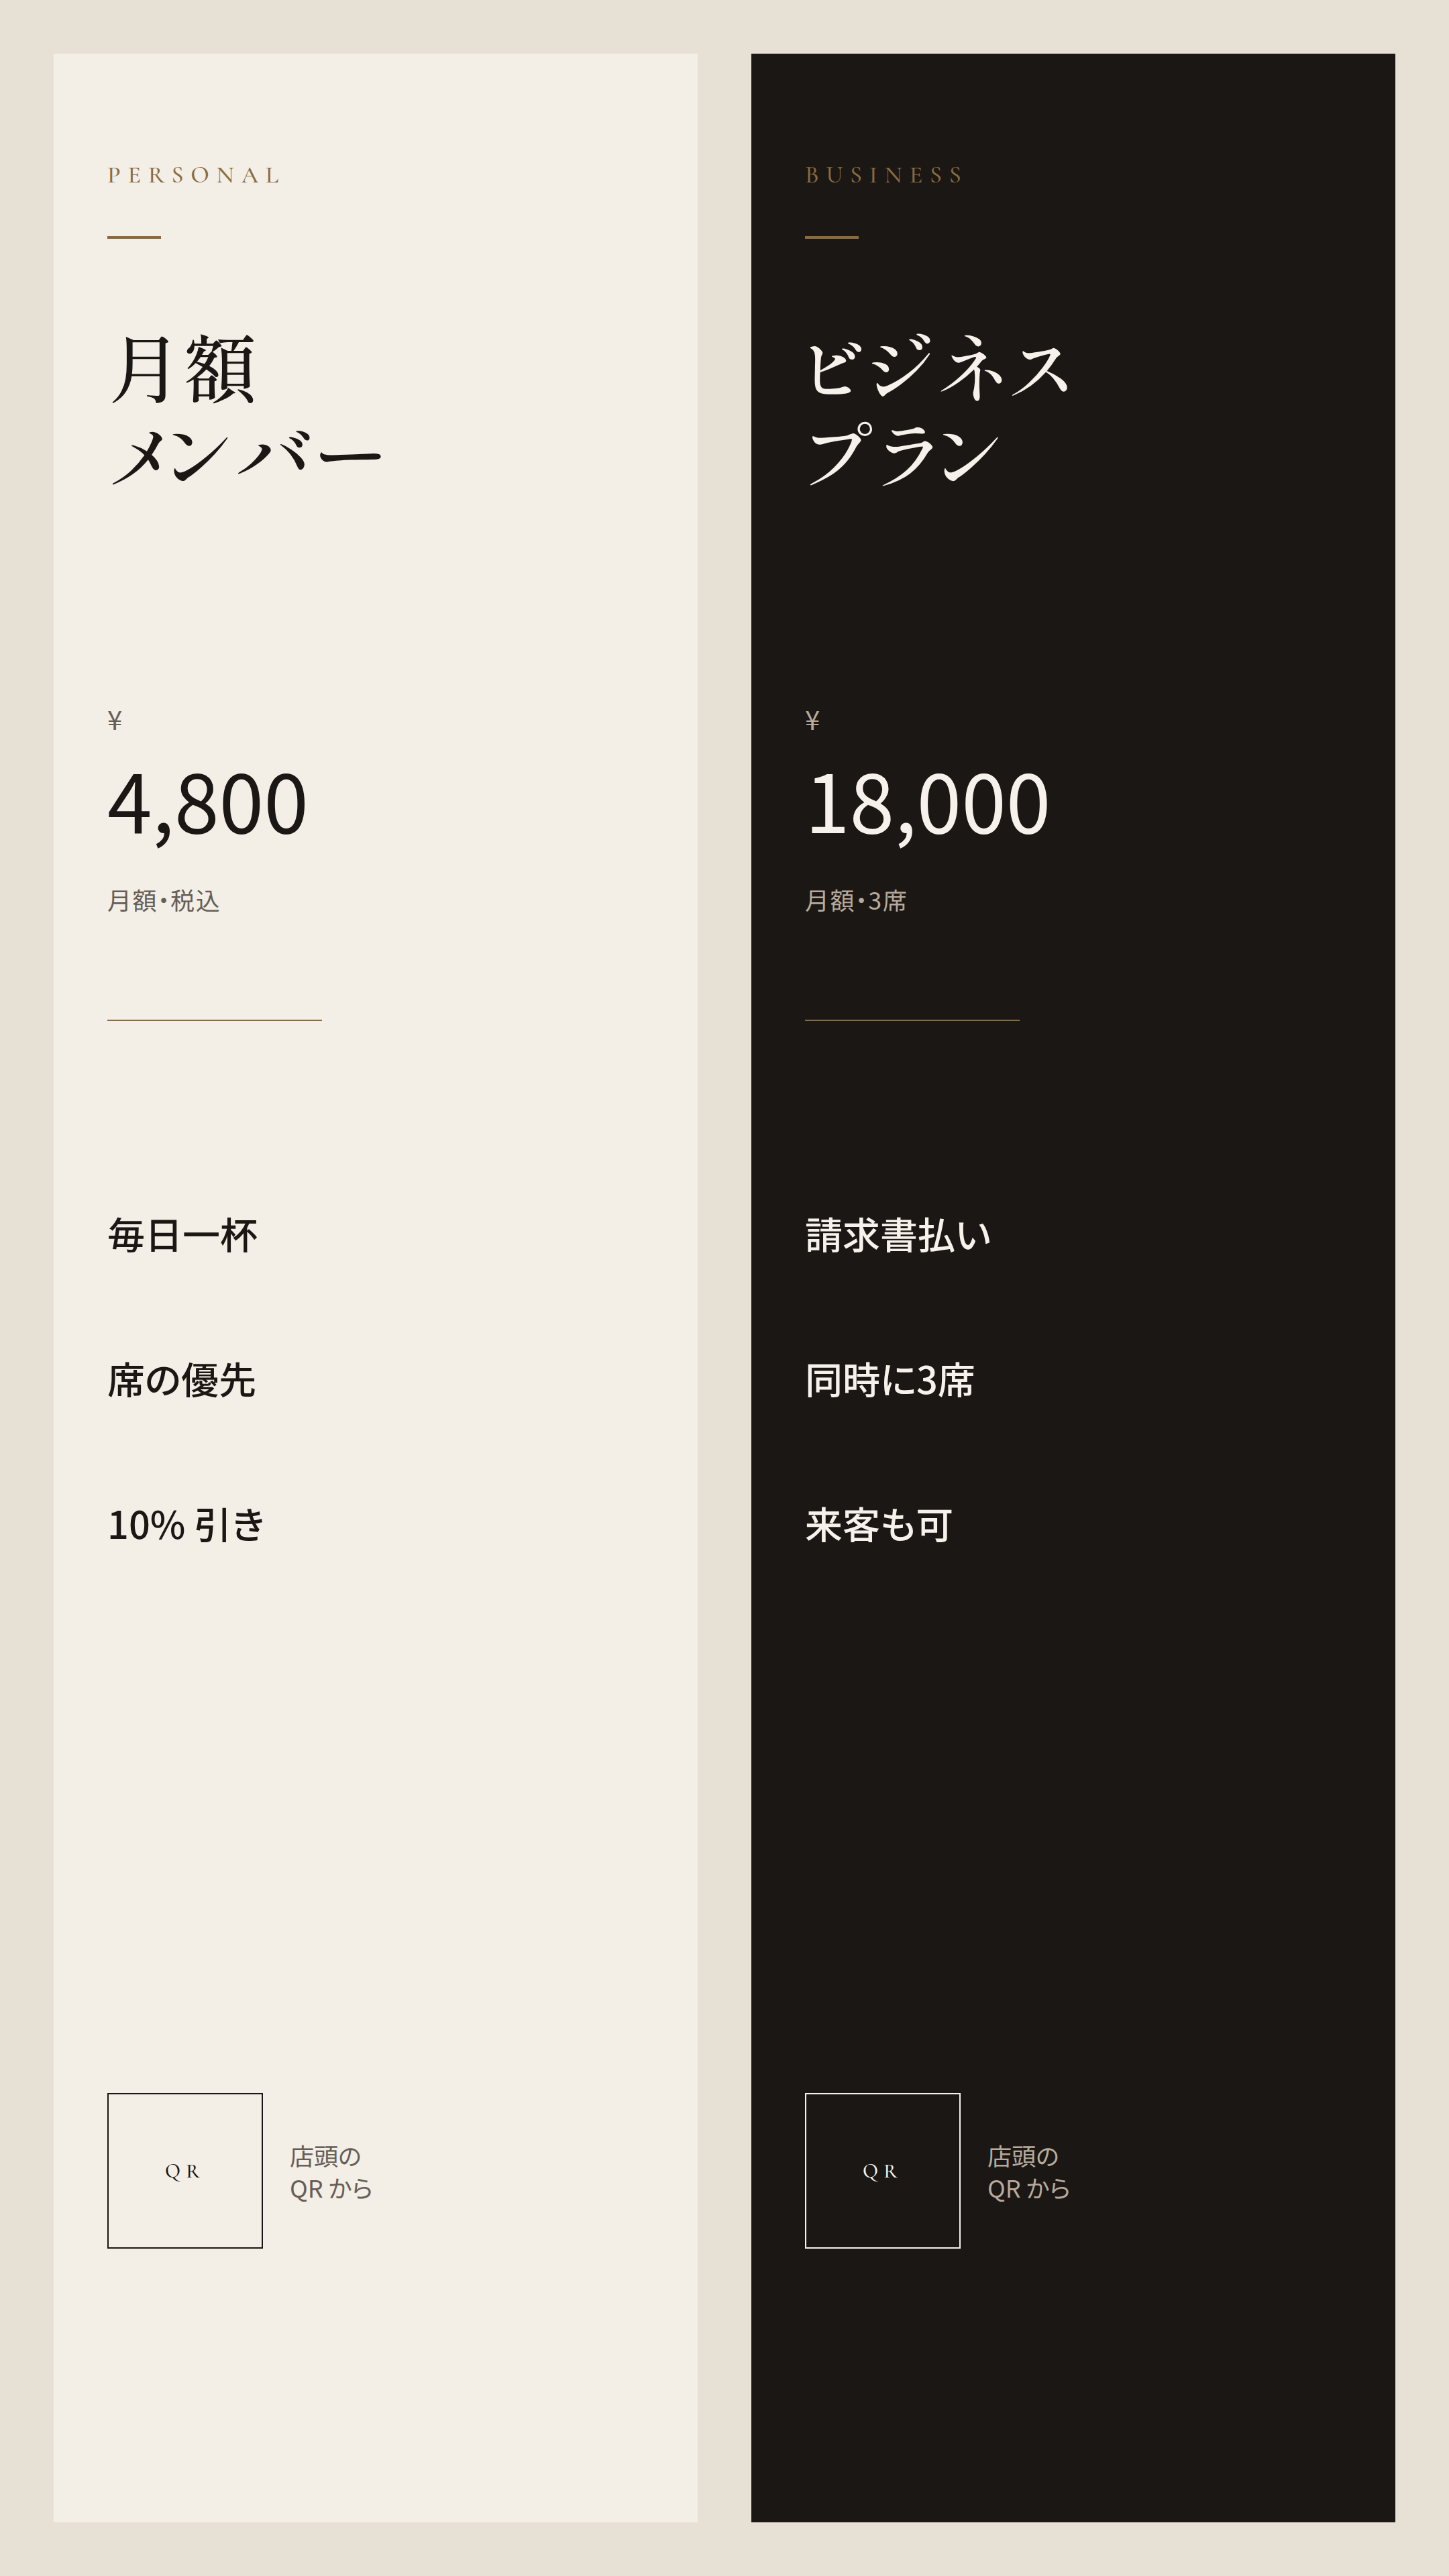 PERSONAL
月額
メンバー
¥
4,800
月額・税込
毎日一杯
席の優先
10% 引き
QR
店頭の
QR から
BUSINESS
ビジネス
プラン
¥
18,000
月額・3席
請求書払い
同時に3席
来客も可
QR
店頭の
QR から